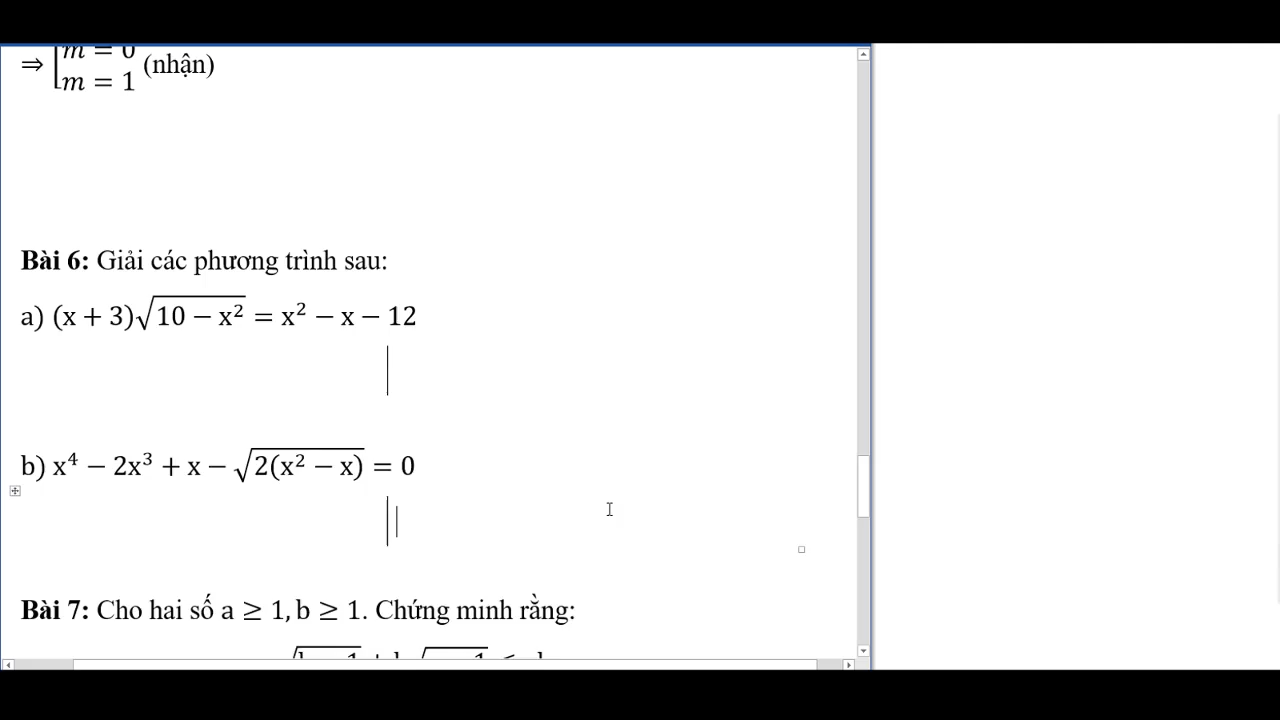 ⇒ [m = 0
m = 1 (nhận)
Bài 6: Giải các phương trình sau:
a) (x + 3)√(10 − x²) = x² − x − 12
b) x⁴ − 2x³ + x − √(2(x² − x)) = 0
Bài 7: Cho hai số a ≥ 1, b ≥ 1. Chứng minh rằng: